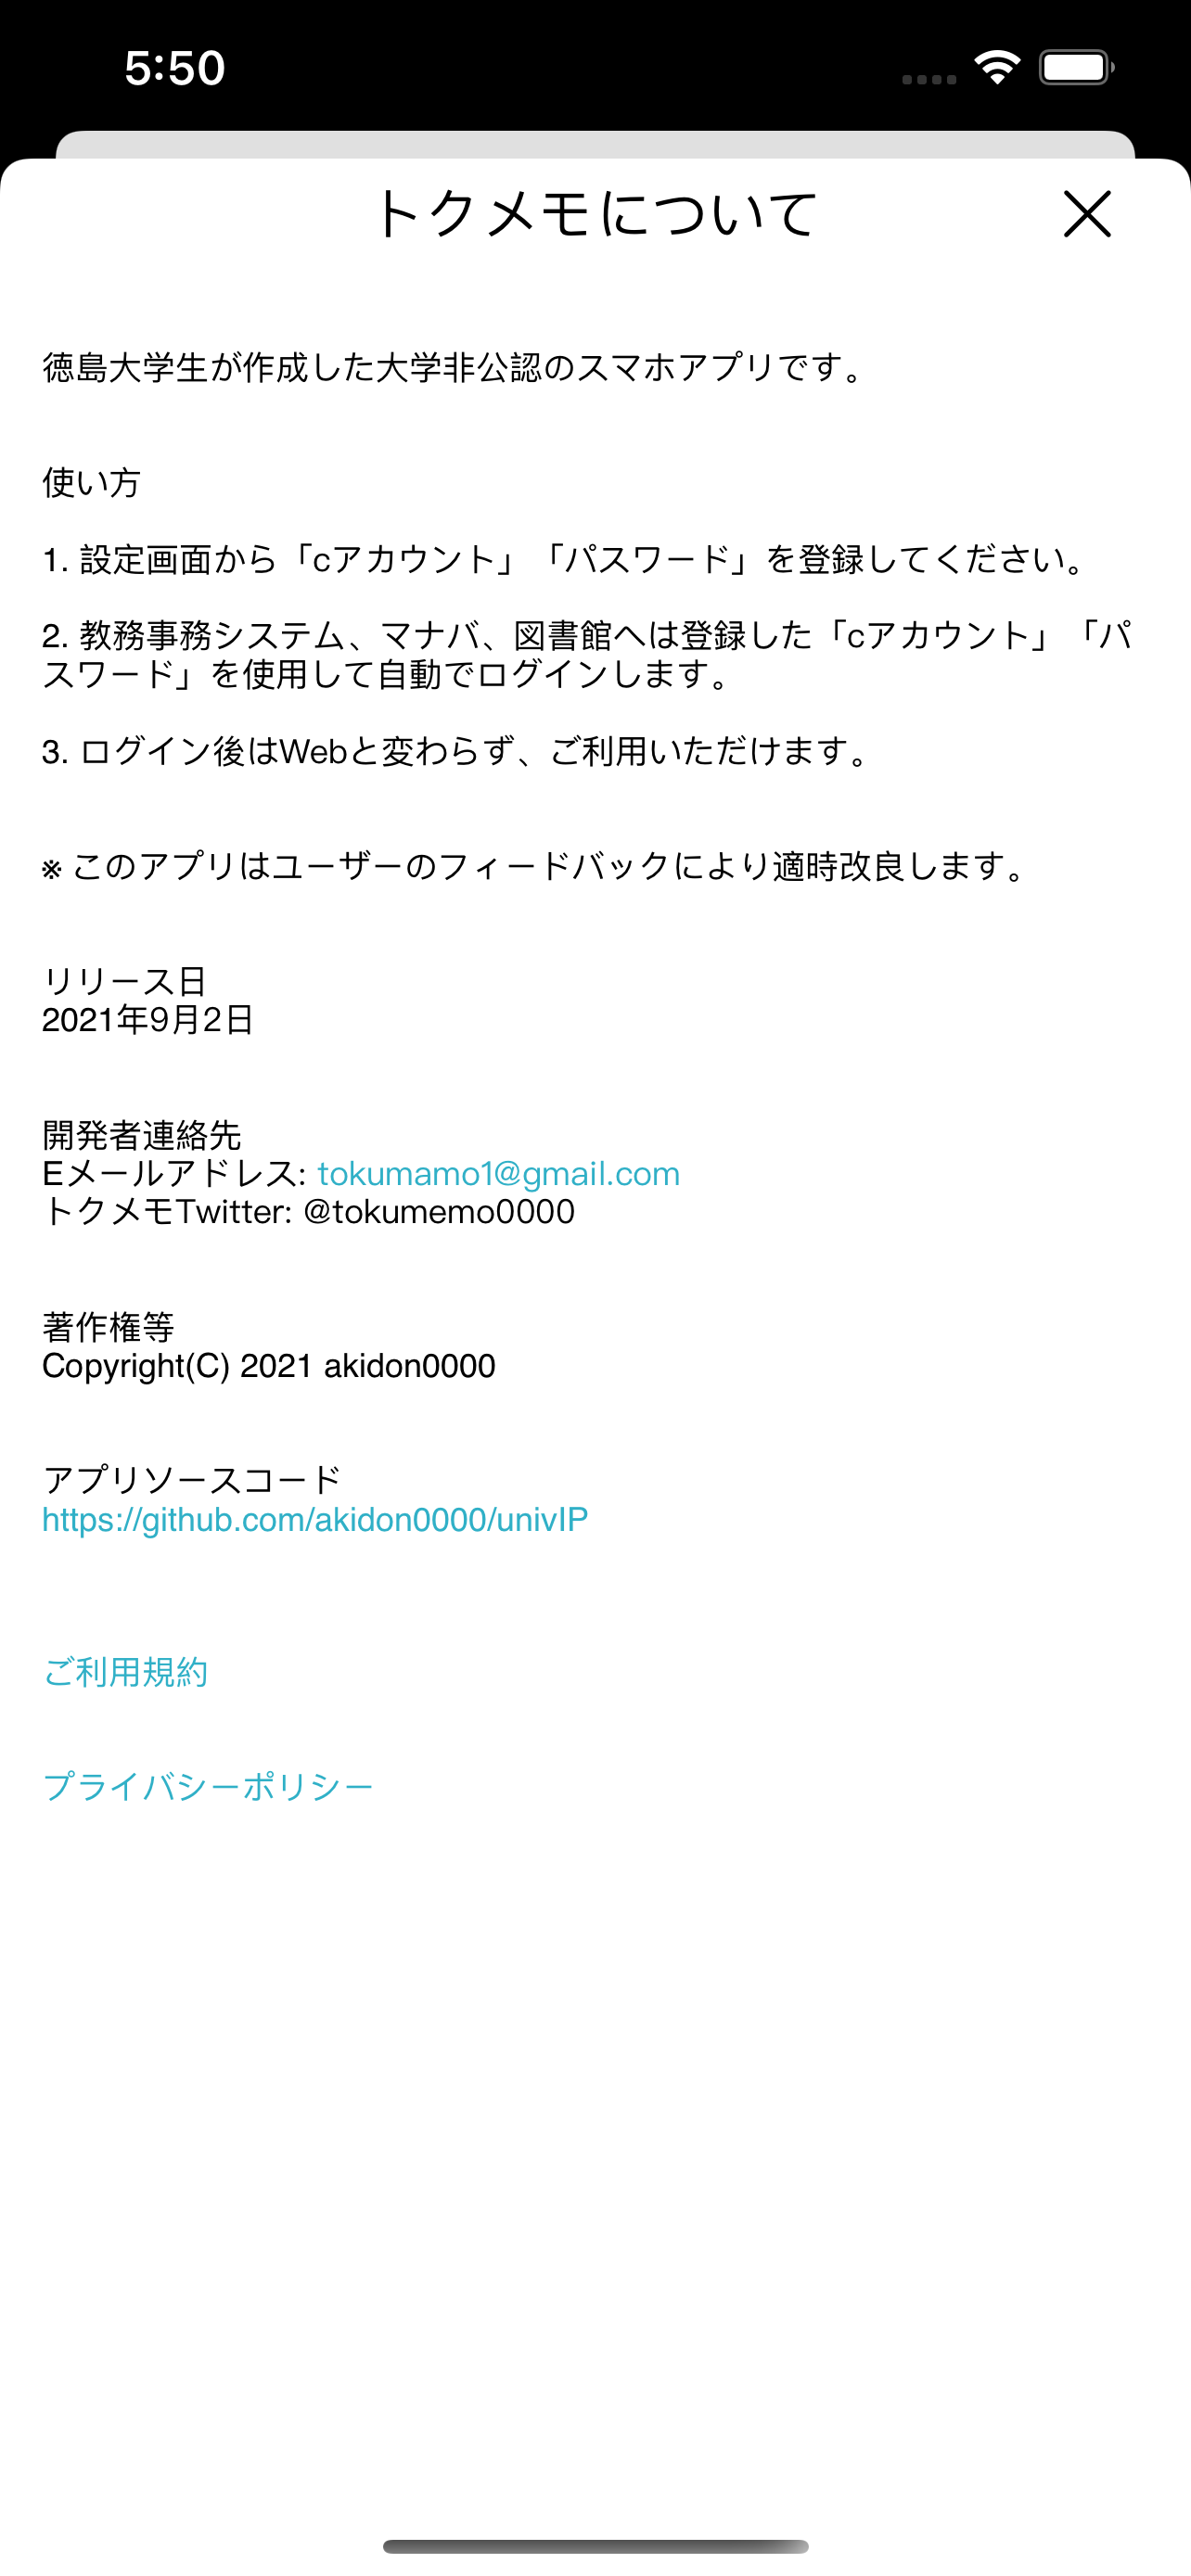 5:50
トクメモについて
徳島大学生が作成した大学非公認のスマホアプリです。
使い方
1. 設定画面から「cアカウント」「パスワード」を登録してください。
2. 教務事務システム、マナバ、図書館へは登録した「cアカウント」「パ
スワード」を使用して自動でログインします。
3. ログイン後はWebと変わらず、ご利用いただけます。
※ このアプリはユーザーのフィードバックにより適時改良します。
リリース日
2021年9月2日
開発者連絡先
Eメールアドレス: tokumamo1@gmail.com
トクメモTwitter: @tokumemo0000
著作権等
Copyright(C) 2021 akidon0000
アプリソースコード
https://github.com/akidon0000/univIP
ご利用規約
プライバシーポリシー